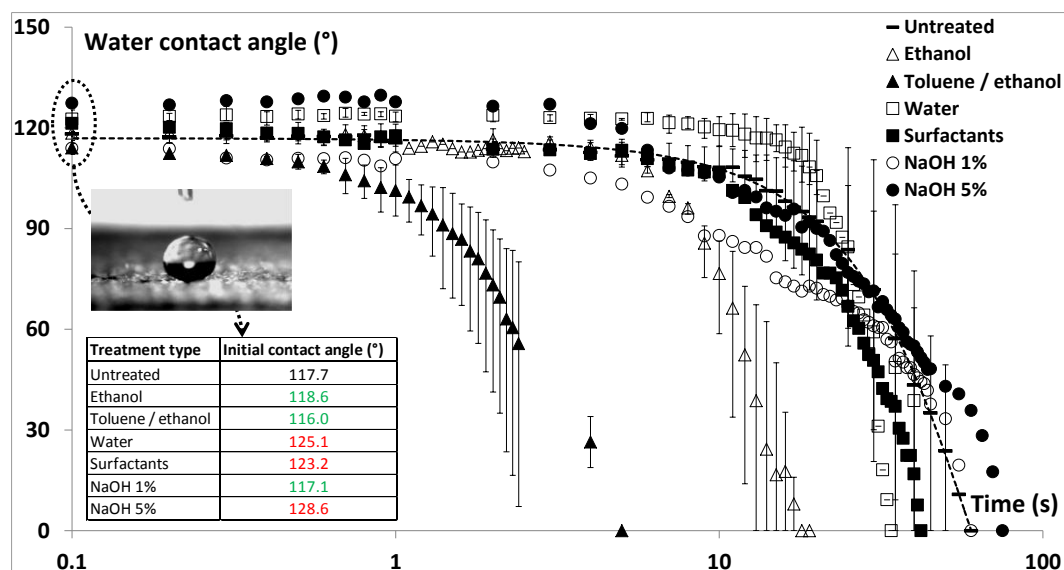 150
120
90
60
30
0
Water contact angle (°)
Untreated
Ethanol
Toluene / ethanol
Water
Surfactants
NaOH 1%
NaOH 5%
Treatment type Initial contact angle (°)
Untreated 117.7
Ethanol 118.6
Toluene / ethanol 116.0
Water 125.1
Surfactants 123.2
NaOH 1% 117.1
NaOH 5% 128.6
Time (s)
0.1 1 10 100